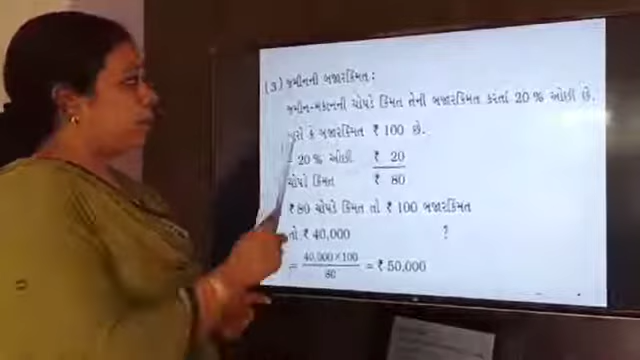 (3) જમીનની બજારકિંમત :
જમીન-મકાનની ચોપડે કિંમત તેની બજારકિંમત કરતાં 20 % ઓછી છે.
ધારો કે બજારકિંમત ₹ 100 છે.
– 20 % ઓછી ₹ 20
ચોપડે કિંમત ₹ 80
₹ 80 ચોપડે કિંમત તો ₹ 100 બજારકિંમત
તો ₹ 40,000 ?
= 40,000 × 100 / 80 = ₹ 50,000